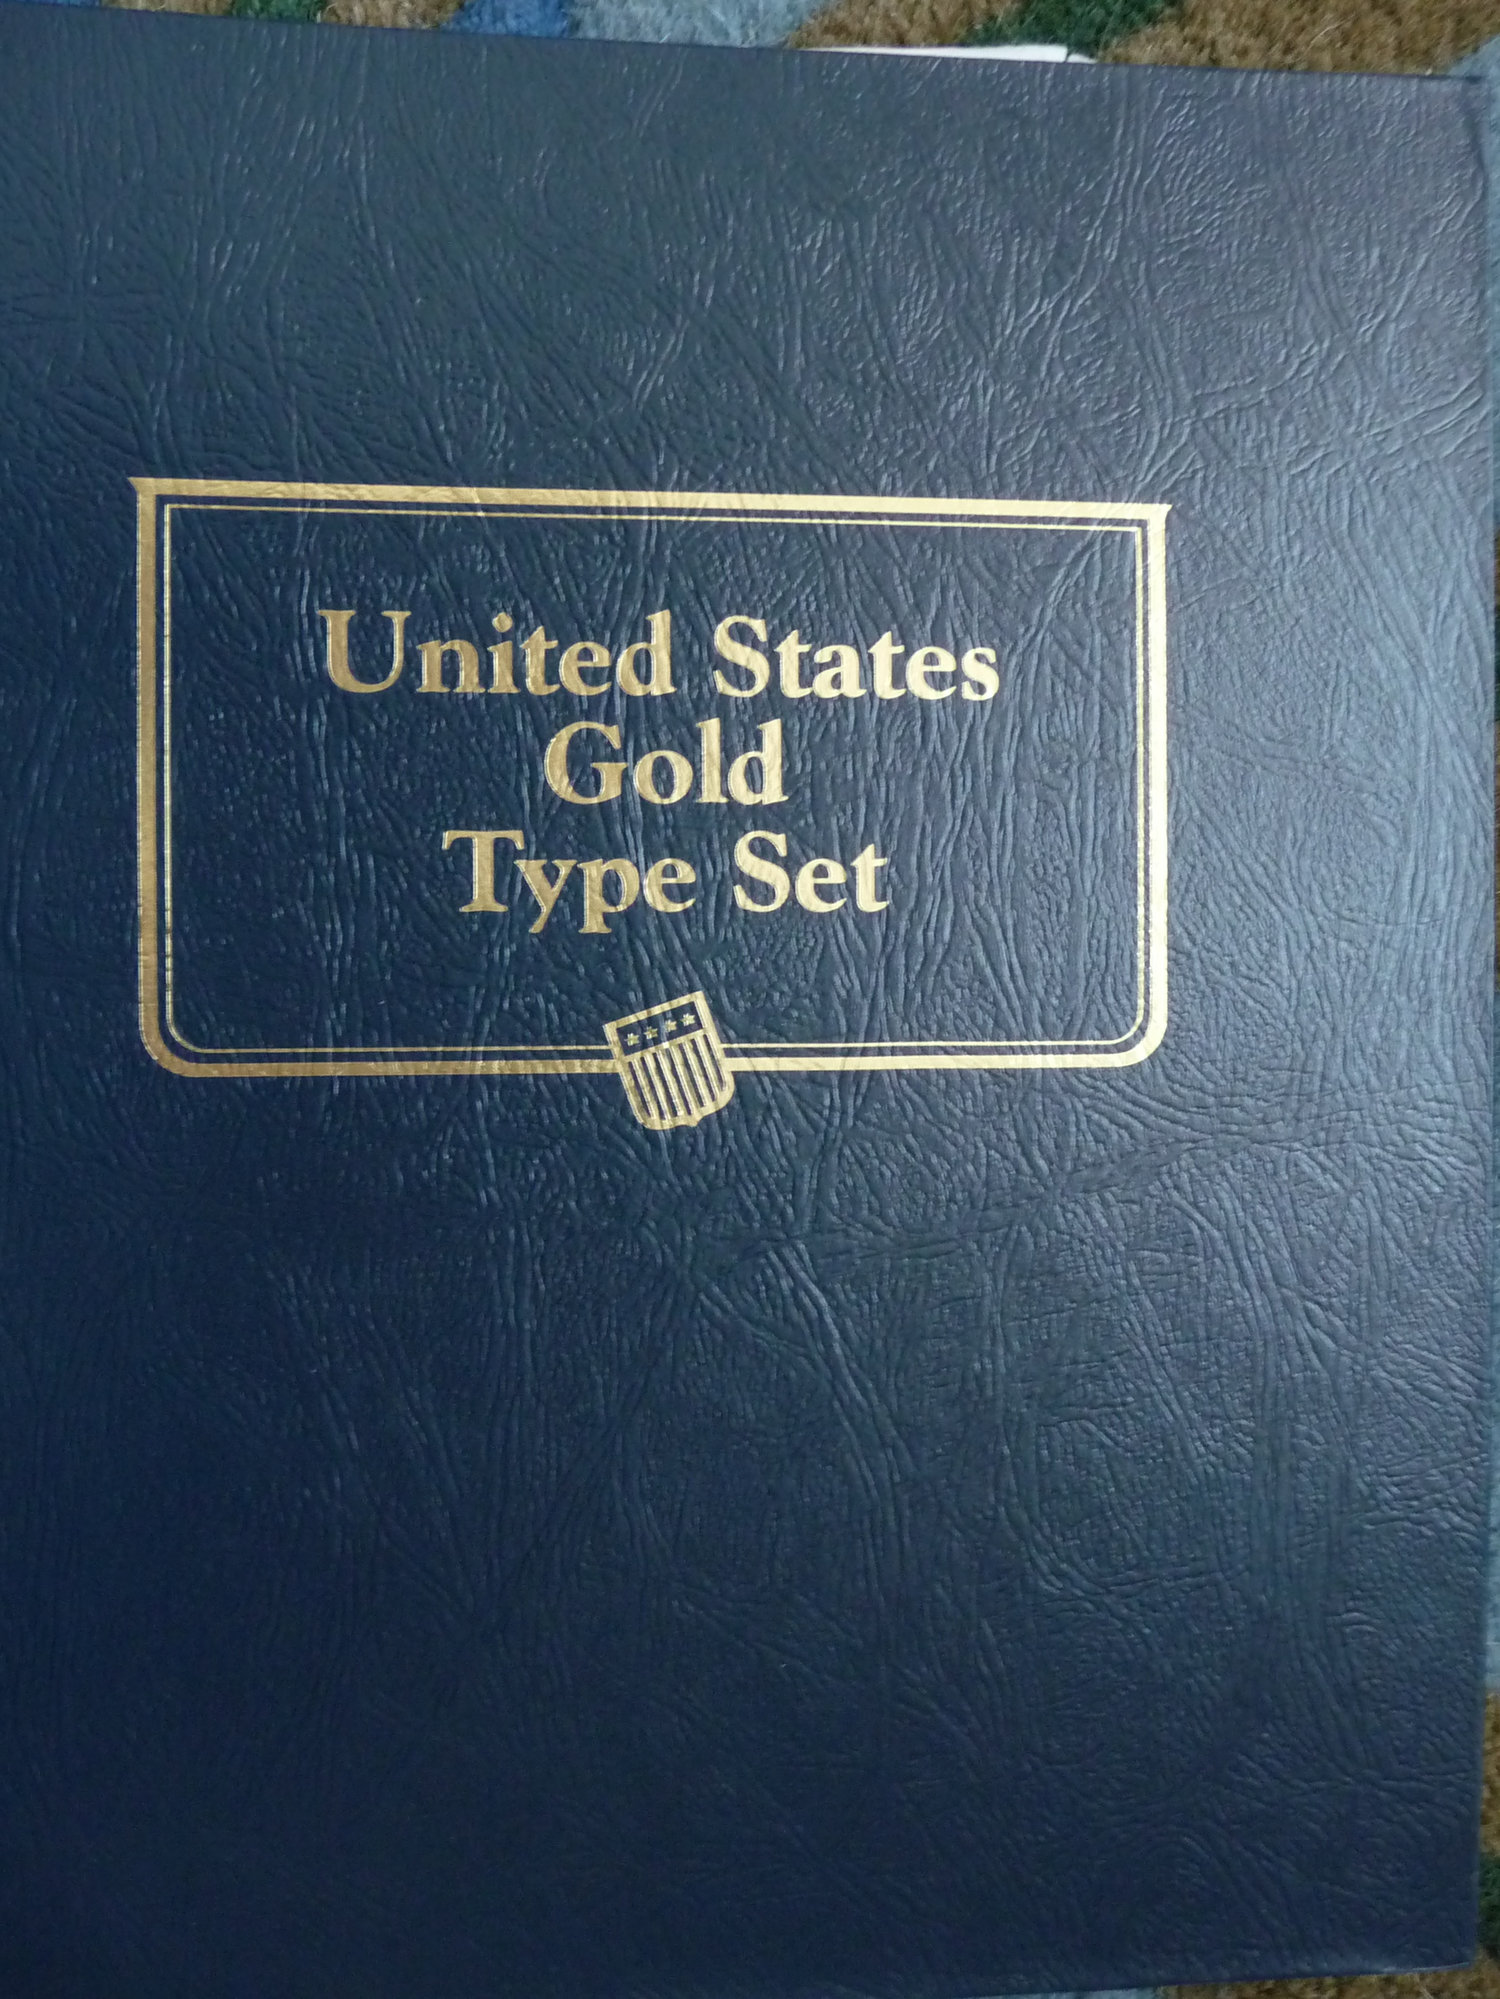 United States
Gold
Type Set